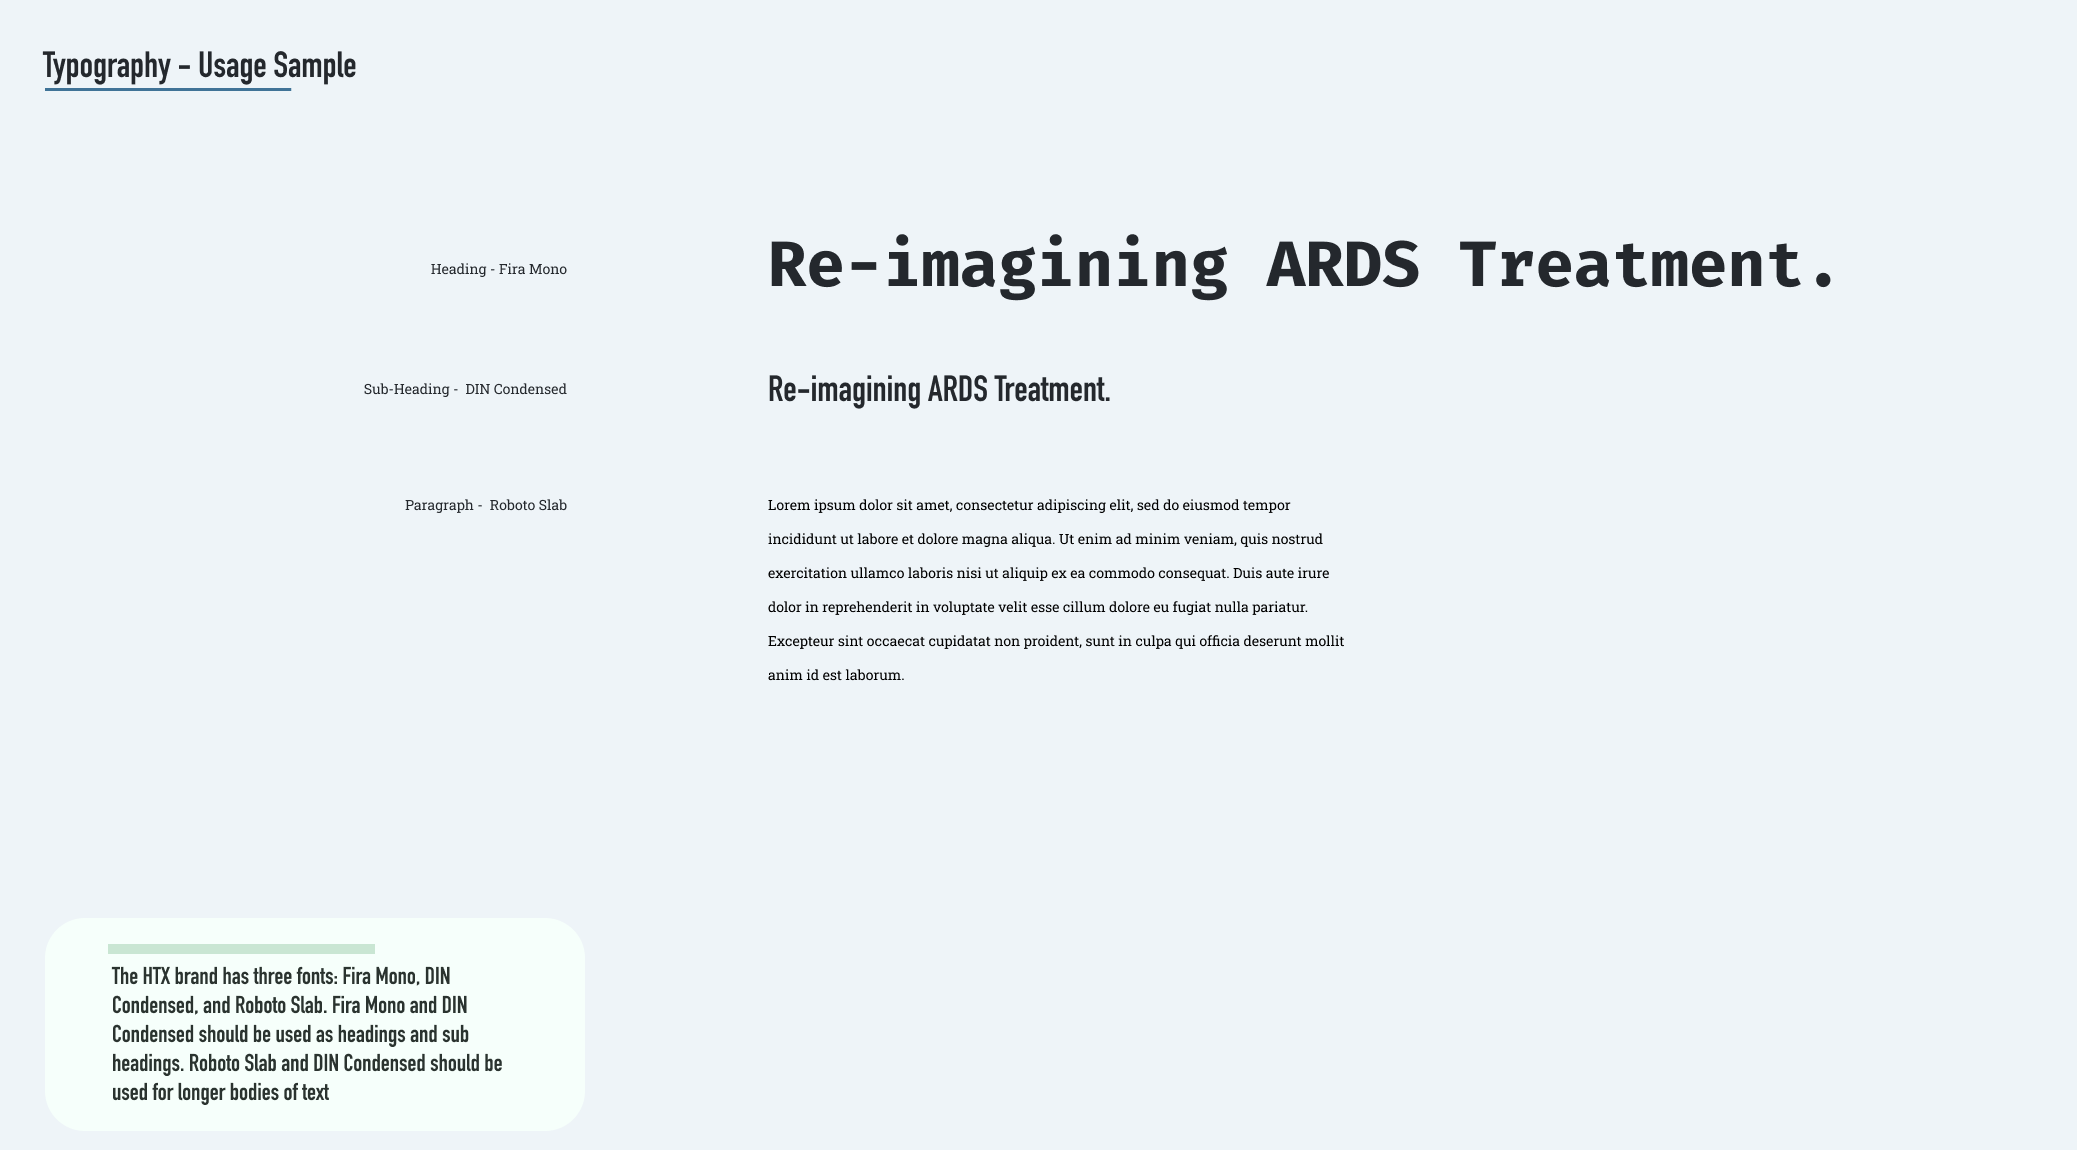 Typography - Usage Sample
Heading - Fira Mono
Re-imagining ARDS Treatment.
Sub-Heading -  DIN Condensed
Re-imagining ARDS Treatment.
Paragraph -  Roboto Slab
Lorem ipsum dolor sit amet, consectetur adipiscing elit, sed do eiusmod tempor
incididunt ut labore et dolore magna aliqua. Ut enim ad minim veniam, quis nostrud
exercitation ullamco laboris nisi ut aliquip ex ea commodo consequat. Duis aute irure
dolor in reprehenderit in voluptate velit esse cillum dolore eu fugiat nulla pariatur.
Excepteur sint occaecat cupidatat non proident, sunt in culpa qui officia deserunt mollit
anim id est laborum.
The HTX brand has three fonts: Fira Mono, DIN
Condensed, and Roboto Slab. Fira Mono and DIN
Condensed should be used as headings and sub
headings. Roboto Slab and DIN Condensed should be
used for longer bodies of text